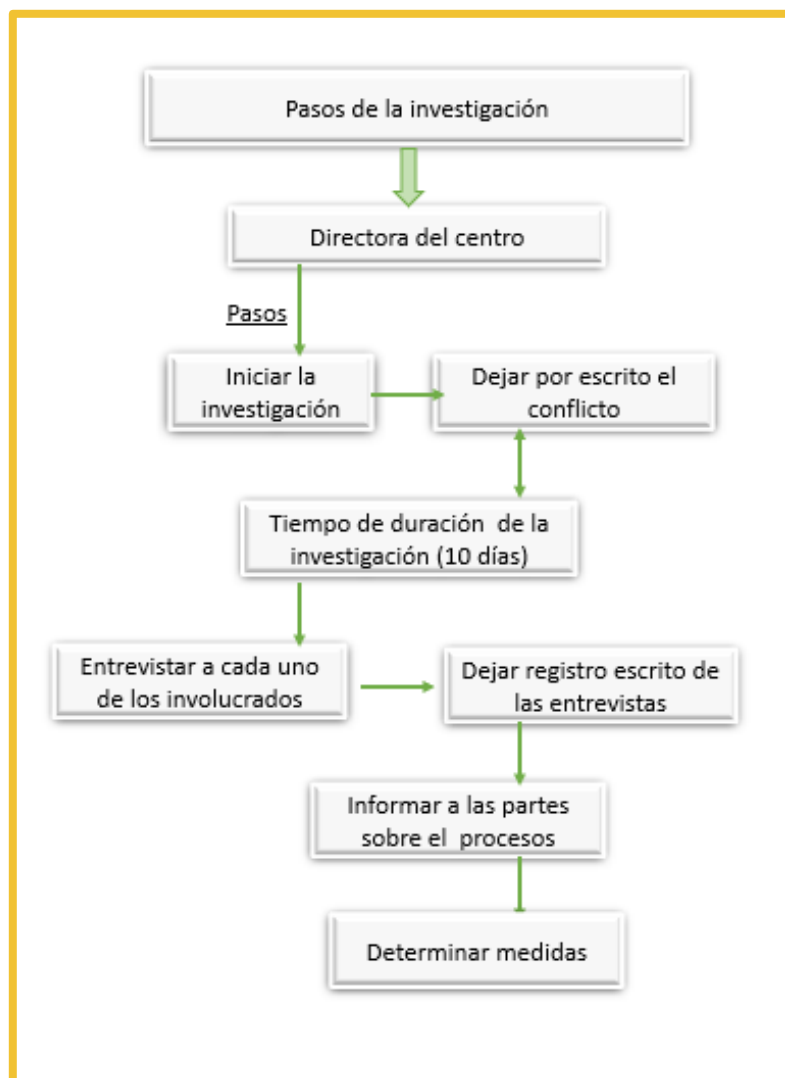 Pasos de la investigación
Directora del centro
Pasos
Iniciar la
investigación
Dejar por escrito el
conflicto
Tiempo de duración de la
investigación (10 días)
Entrevistar a cada uno
de los involucrados
Dejar registro escrito de
las entrevistas
Informar a las partes
sobre el procesos
Determinar medidas